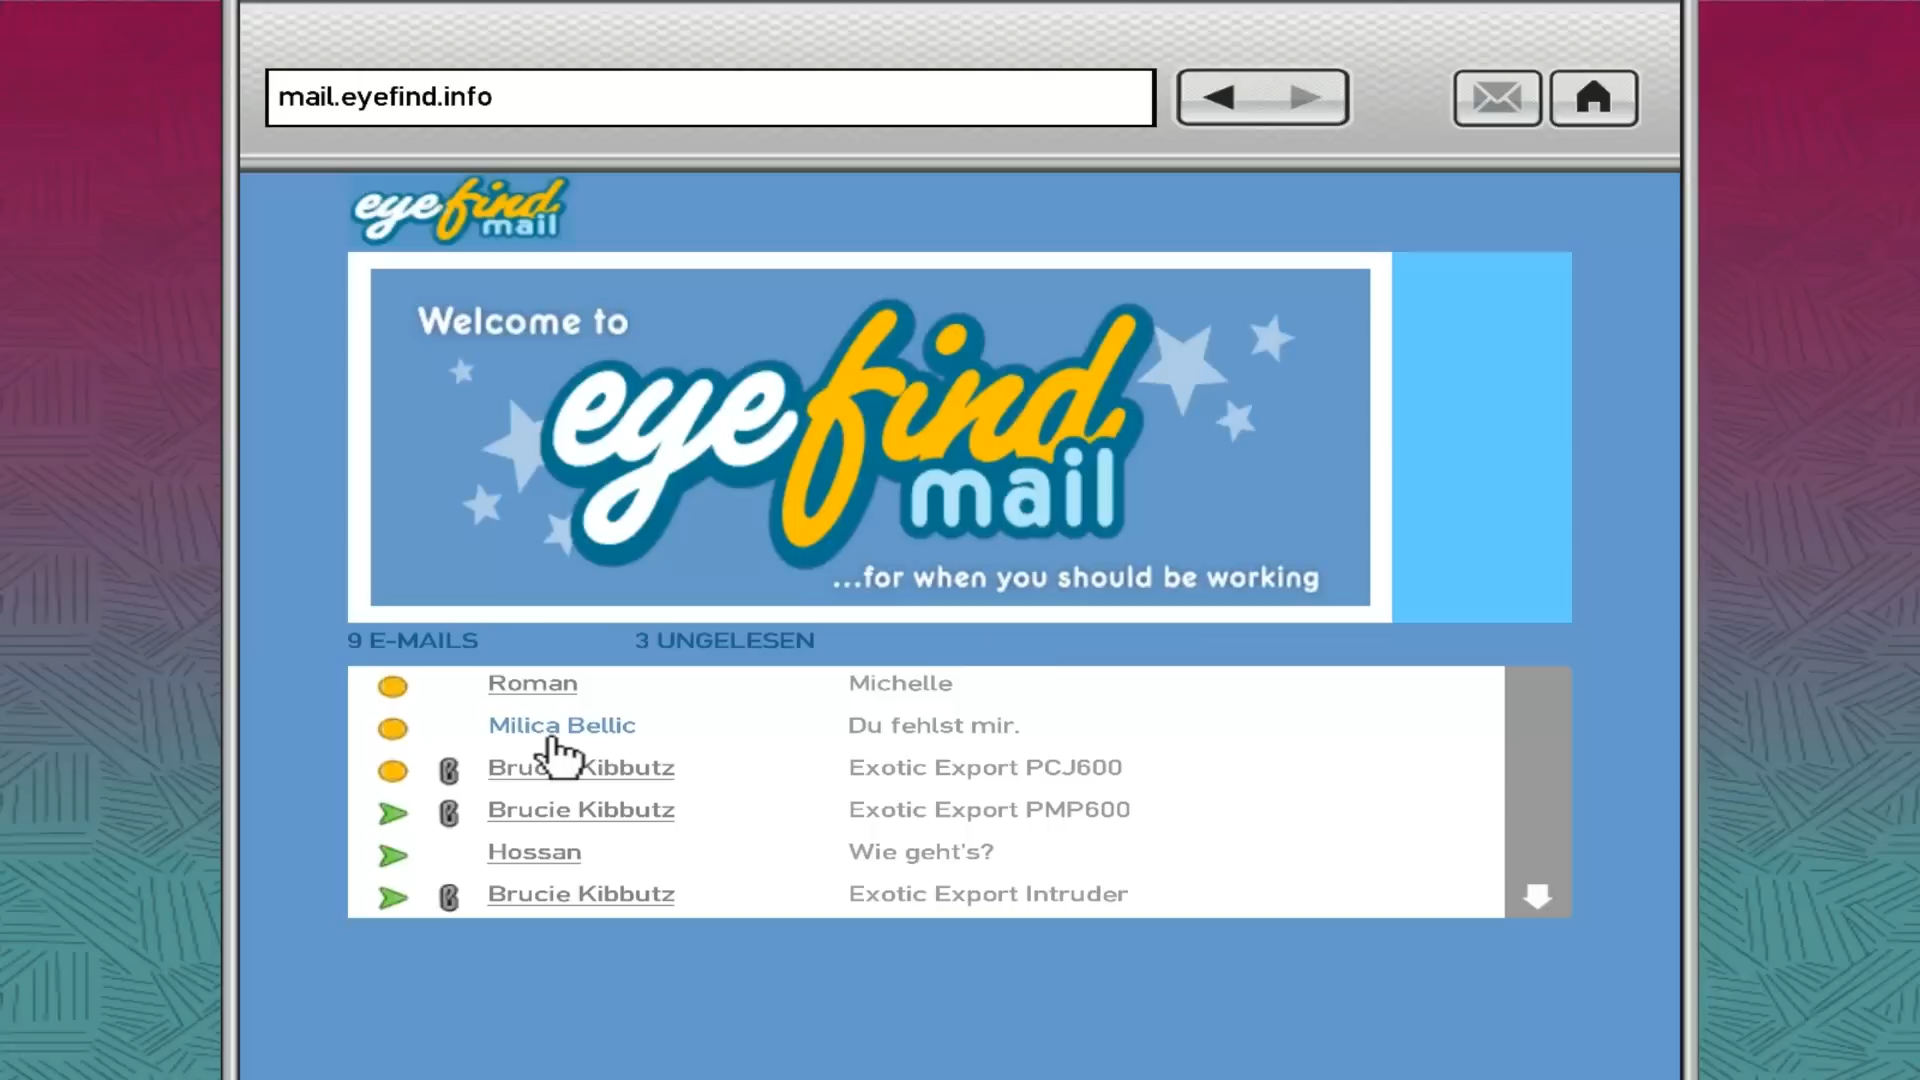 mail.eyefind.info
eyefind mail
Welcome to
eyefind mail
...for when you should be working
9 E-MAILS 3 UNGELESEN
Roman Michelle
Milica Bellic Du fehlst mir.
Brucie Kibbutz Exotic Export PCJ600
Brucie Kibbutz Exotic Export PMP600
Hossan Wie geht's?
Brucie Kibbutz Exotic Export Intruder